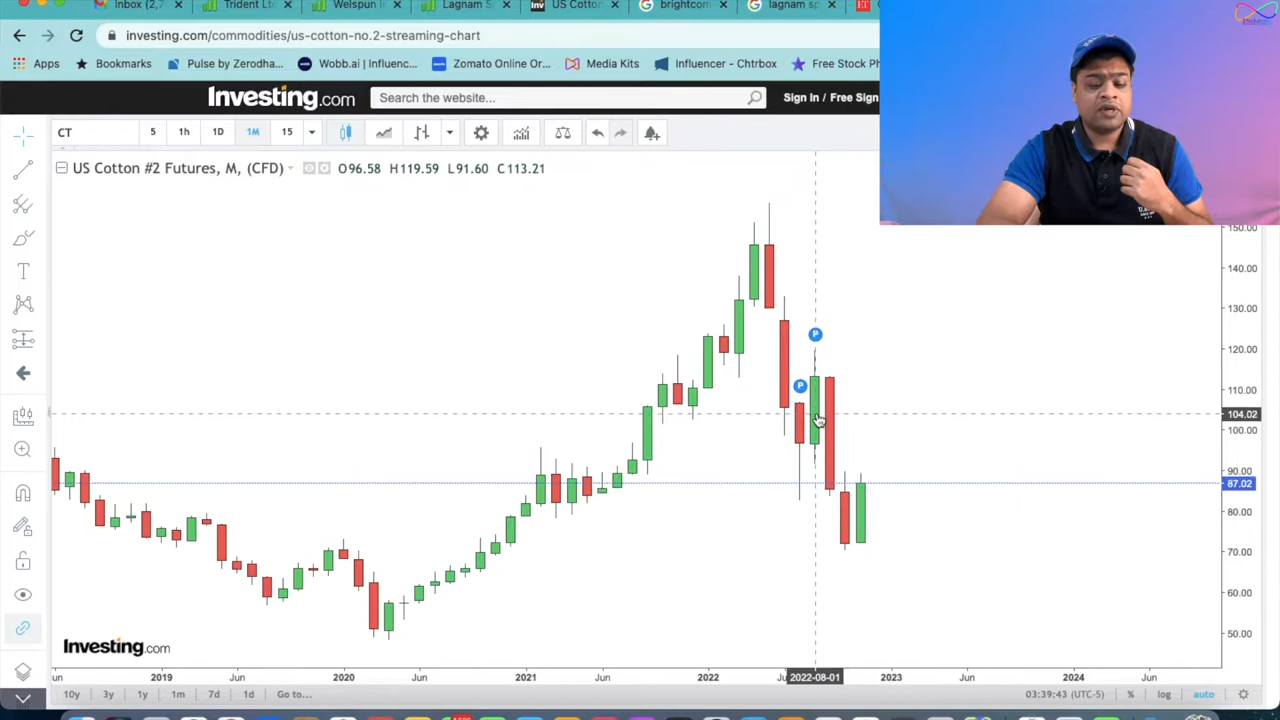 Inbox (2,7
Trident Ltd
Welspun In
Lagnam S
US Cotton
brightcom
lagnam sp
ET
investing.com/commodities/us-cotton-no.2-streaming-chart
Apps
Bookmarks
Pulse by Zerodha...
Wobb.ai | Influenc...
Zomato Online Or...
Media Kits
Influencer - Chtrbox
Free Stock Ph
Investing.com
Search the website...
Sign In / Free Sign
CT
5
1h
1D
1M
15
US Cotton #2 Futures, M, (CFD)
O96.58 H119.59 L91.60 C113.21
150.00
140.00
130.00
120.00
110.00
104.02
100.00
90.00
87.02
80.00
70.00
60.00
50.00
P
P
Investing.com
un
2019
Jun
2020
Jun
2021
Jun
2022
Ju
2022-08-01
2023
Jun
2024
Jun
10y
3y
1y
1m
7d
1d
Go to...
03:39:43 (UTC-5)
%
log
auto